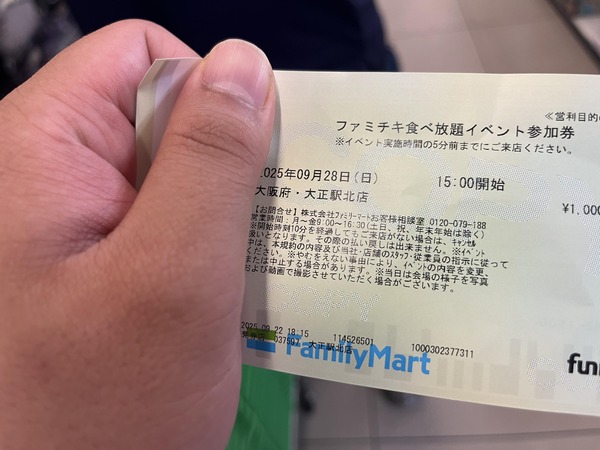 ≪営利目的の
ファミチキ食べ放題イベント参加券
※イベント実施時間の5分前までにご来店ください。
2025年09月28日(日) 15:00開始
大阪府・大正駅北店
¥1,000
【お問合せ】株式会社ファミリーマートお客様相談室 0120-079-188
営業時間:月~金9:00~16:30(土日、祝、年末年始は除く)
※開始時刻10分を経過してもご来店がない場合は、キャンセル
扱いとなります。その際の払い戻しは出来ません。※イベント
中は、本規約の内容及び当社・店舗のスタッフ・従業員の指示に従って
ください。※やむをえない事由により、イベントの内容を変更、
または中止する場合があります。※当日は会場の様子を写真
および動画で撮影させていただく場合がございます。
2025.09.22 18:15 114526501 1000302377311
発券店 037597 大正駅北店
FamilyMart